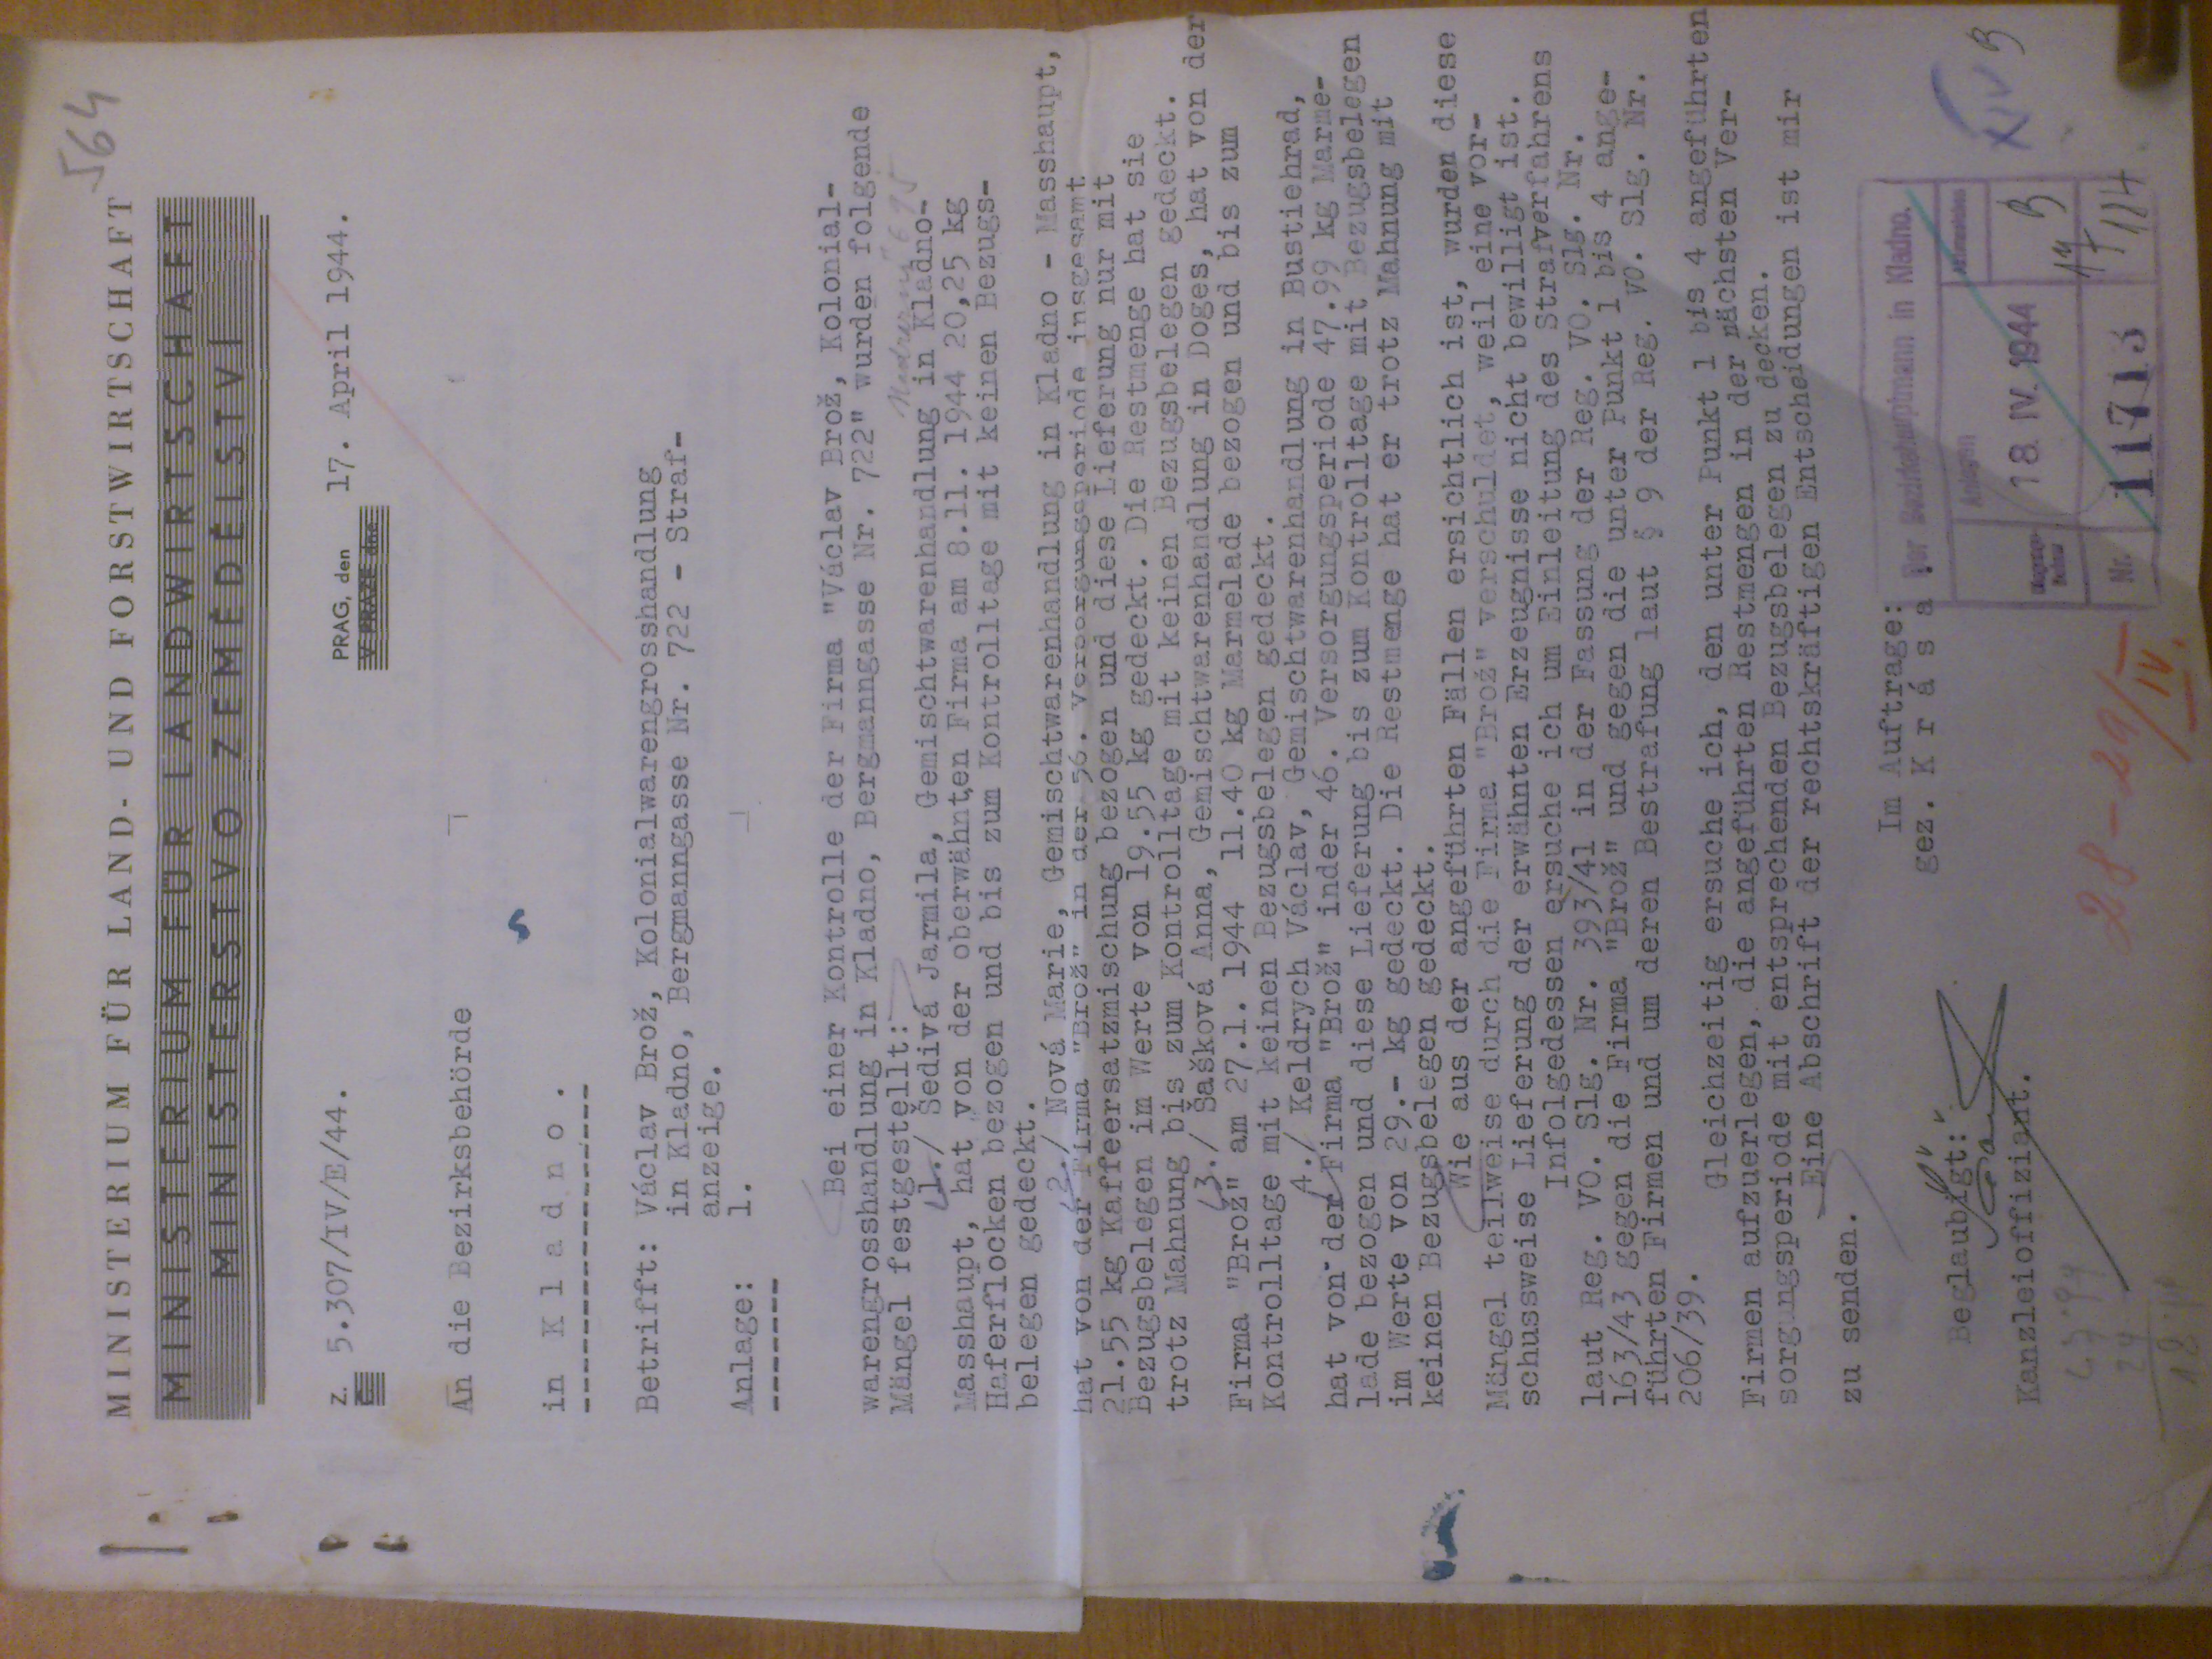 564
MINISTERIUM FÜR LAND- UND FORSTWIRTSCHAFT
MINISTERIUM FÜR LANDWIRTSCHAFT
MINISTERSTVO ZEMĚDĚLSTVÍ
Z. 5.307/IV/E/44.
PRAG, den 17. April 1944.
V PRAZE dne
An die Bezirksbehörde
in K l a d n o .
Betrifft: Václav Brož, Kolonialwarengrosshandlung
in Kladno, Bergmanngasse Nr. 722 - Straf-
anzeige.
Anlage: 1.
Bei einer Kontrolle der Firma "Václav Brož, Kolonial-
warengrosshandlung in Kladno, Bergmanngasse Nr. 722" wurden folgende
Mängel festgestellt:
695
1./ Šedivá Jarmila, Gemischtwarenhandlung in Kladno-
Masshaupt, hat von der oberwähnten Firma am 8.11. 1944 20,25 kg
Haferflocken bezogen und bis zum Kontrolltage mit keinen Bezugs-
belegen gedeckt.
2./ Nová Marie, Gemischtwarenhandlung in Kladno - Masshaupt,
hat von der Firma "Brož" in der 56. Versorgungsperiode insgesamt
21.55 kg Kaffeersatzmischung bezogen und diese Lieferung nur mit
Bezugsbelegen im Werte von 19.55 kg gedeckt. Die Restmenge hat sie
trotz Mahnung bis zum Kontrolltage mit keinen Bezugsbelegen gedeckt.
3./ Šašková Anna, Gemischtwarenhandlung in Doges, hat von der
Firma "Brož" am 27.1. 1944 11.40 kg Marmelade bezogen und bis zum
Kontrolltage mit keinen Bezugsbelegen gedeckt.
4./ Keldrych Václav, Gemischtwarenhandlung in Bustiehrad,
hat von der Firma "Brož" inder 46. Versorgungsperiode 47.99 kg Marme-
lade bezogen und diese Lieferung bis zum Kontrolltage mit Bezugsbelegen
im Werte von 29.- kg gedeckt. Die Restmenge hat er trotz Mahnung mit
keinen Bezugsbelegen gedeckt.
Wie aus der angeführten Fällen ersichtlich ist, wurden diese
Mängel teilweise durch die Firma "Brož" verschuldet, weil eine vor-
schussweise Lieferung der erwähnten Erzeugnisse nicht bewilligt ist.
Infolgedessen ersuche ich um Einleitung des Strafverfahrens
laut Reg. VO. Slg. Nr. 393/41 in der Fassung der Reg. VO. Slg. Nr.
163/43 gegen die Firma "Brož" und gegen die unter Punkt 1 bis 4 ange-
führten Firmen und um deren Bestrafung laut § 9 der Reg. VO. Slg. Nr.
206/39.
Gleichzeitig ersuche ich, den unter Punkt 1 bis 4 angeführten
Firmen aufzuerlegen, die angeführten Restmengen in der nächsten Ver-
sorgungsperiode mit entsprechenden Bezugsbelegen zu decken.
Eine Abschrift der rechtskräftigen Entscheidungen ist mir
zu senden.
Im Auftrage:
gez. K r á s a .
Beglaubigt:
Kanzleioffiziant.
Der Bezirkshauptmann in Kladno.
Anlagen
18. IV. 1944
B
XIV B
Nr. 11713
17
124
47.99
29
18.99
28-29/IV.